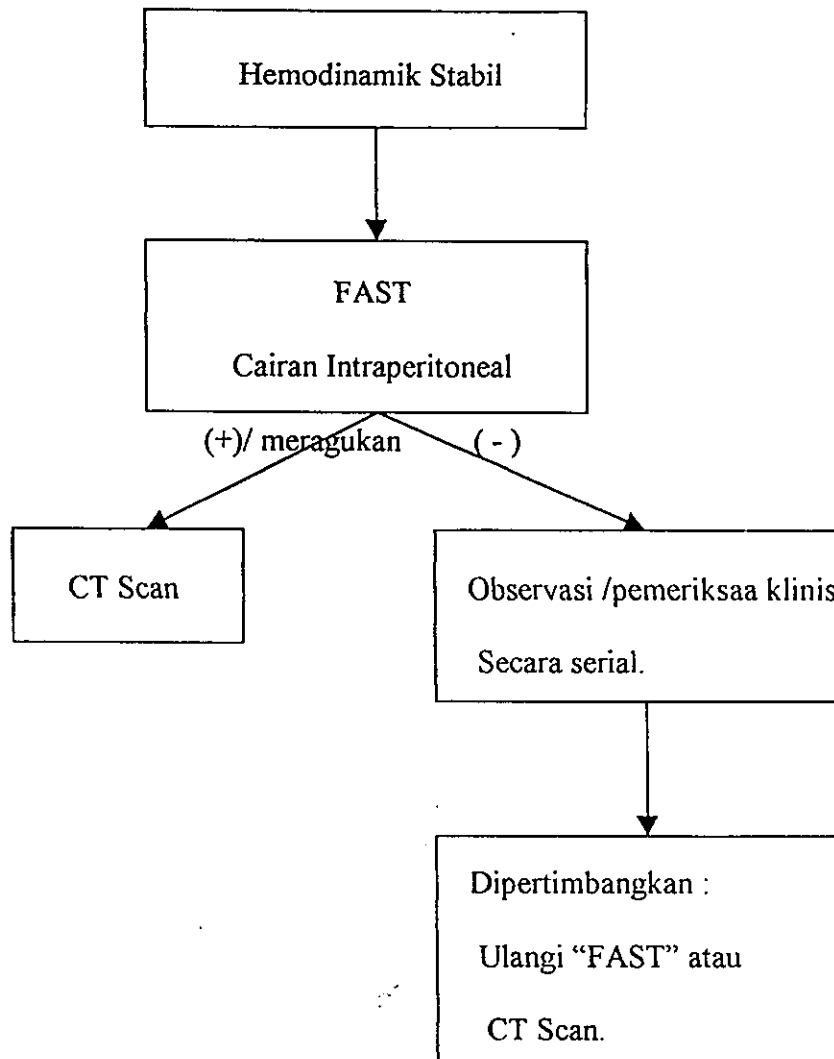 Hemodinamik Stabil
FAST
Cairan Intraperitoneal
(+)/ meragukan
( - )
CT Scan
Observasi /pemeriksaa klinis
Secara serial.
Dipertimbangkan :
Ulangi “FAST” atau
CT Scan.